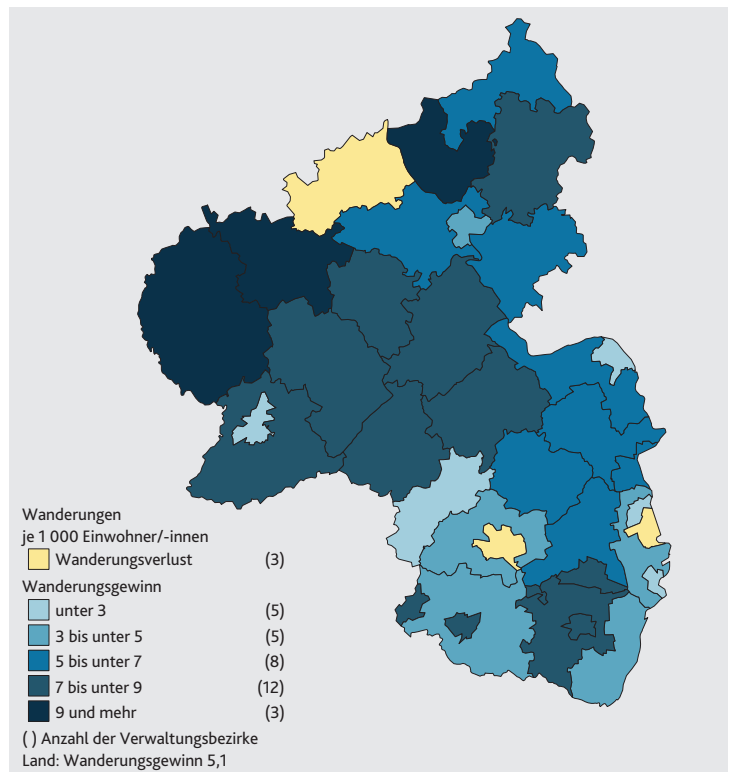 Wanderungen
je 1 000 Einwohner/-innen
Wanderungsverlust (3)
Wanderungsgewinn
unter 3 (5)
3 bis unter 5 (5)
5 bis unter 7 (8)
7 bis unter 9 (12)
9 und mehr (3)
( ) Anzahl der Verwaltungsbezirke
Land: Wanderungsgewinn 5,1